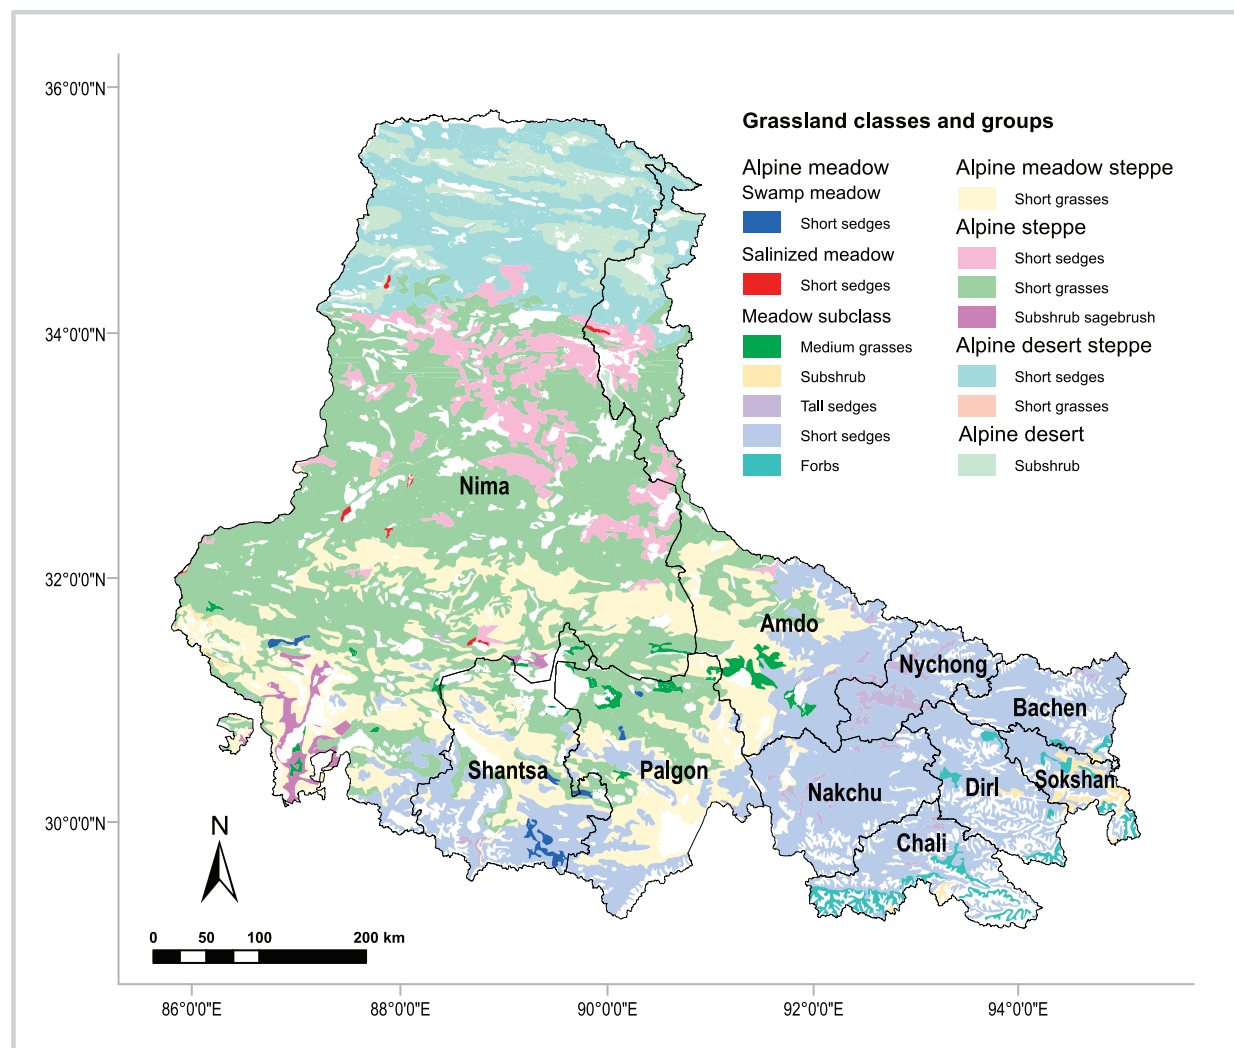 Grassland classes and groups
Alpine meadow
Swamp meadow
Short sedges
Salinized meadow
Short sedges
Meadow subclass
Medium grasses
Subshrub
Tall sedges
Short sedges
Forbs
Alpine meadow steppe
Short grasses
Alpine steppe
Short sedges
Short grasses
Subshrub sagebrush
Alpine desert steppe
Short sedges
Short grasses
Alpine desert
Subshrub
36°0'0"N
34°0'0"N
32°0'0"N
30°0'0"N
Nima
Amdo
Nychong
Bachen
Shantsa
Palgon
Nakchu
Dirl
Sokshan
Chali
N
0 50 100 200 km
86°0'0"E 88°0'0"E 90°0'0"E 92°0'0"E 94°0'0"E